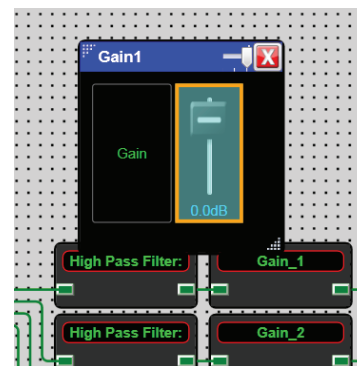 Gain1
X
Gain
0.0dB
High Pass Filter:
Gain_1
High Pass Filter:
Gain_2